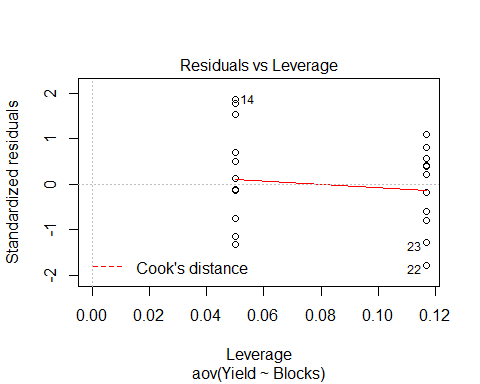 Residuals vs Leverage
Standardized residuals
2
1
0
-1
-2
14
23
22
Cook's distance
0.00 0.02 0.04 0.06 0.08 0.10 0.12
Leverage
aov(Yield ~ Blocks)